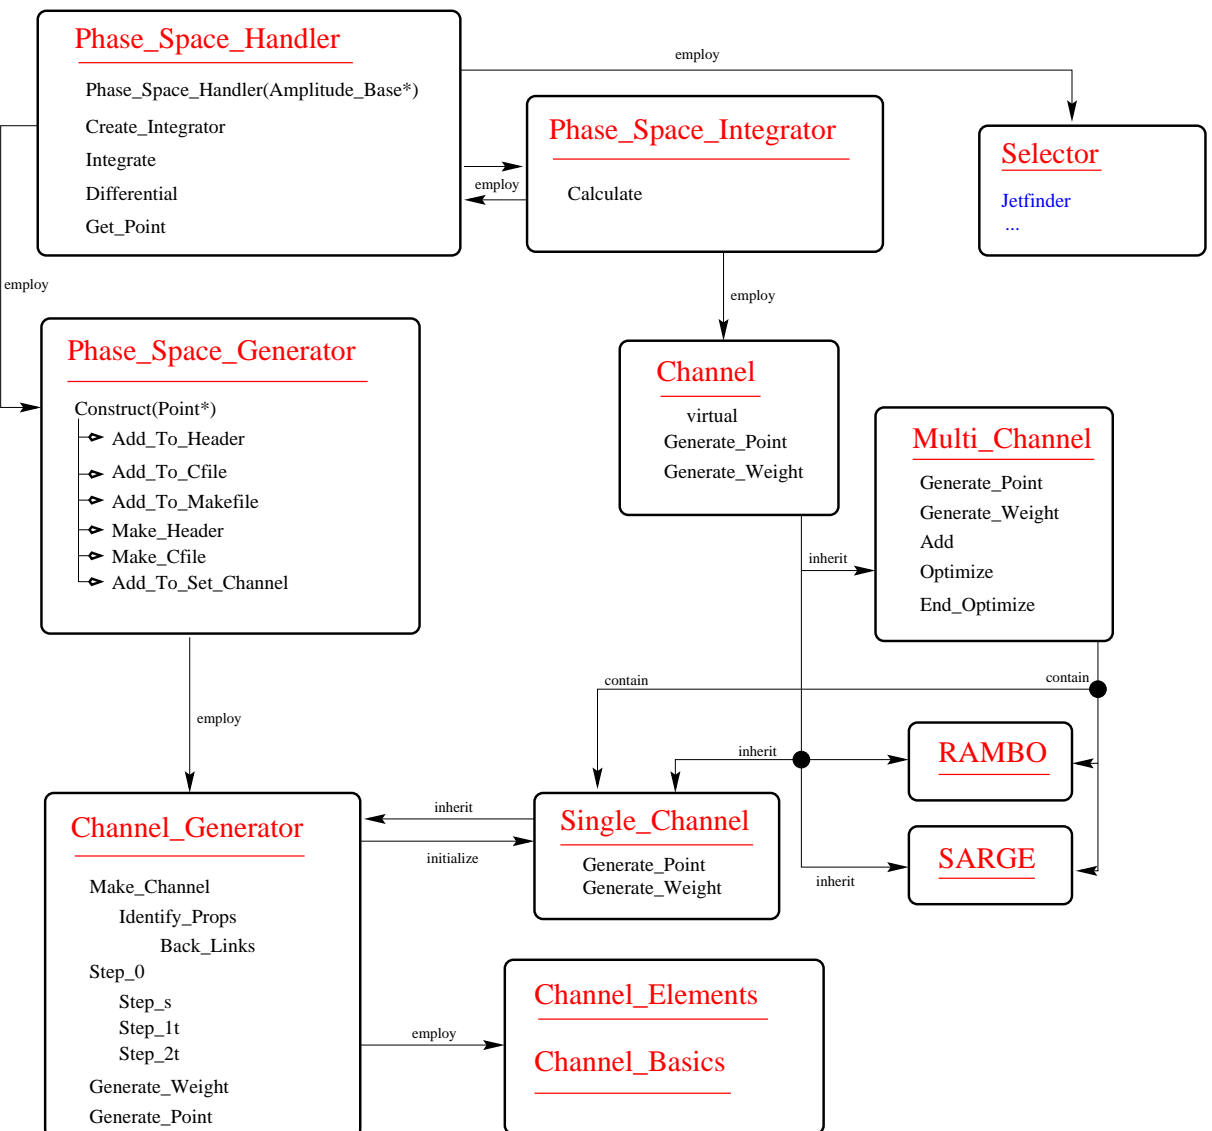 Phase_Space_Handler
Phase_Space_Handler(Amplitude_Base*)
Create_Integrator
Integrate
Differential
Get_Point
employ
Phase_Space_Integrator
Calculate
employ
Selector
Jetfinder
...
employ
employ
Phase_Space_Generator
Construct(Point*)
Add_To_Header
Add_To_Cfile
Add_To_Makefile
Make_Header
Make_Cfile
Add_To_Set_Channel
Channel
virtual
Generate_Point
Generate_Weight
Multi_Channel
Generate_Point
Generate_Weight
Add
Optimize
End_Optimize
inherit
contain
contain
employ
inherit
RAMBO
SARGE
inherit
Channel_Generator
Make_Channel
Identify_Props
Back_Links
Step_0
Step_s
Step_1t
Step_2t
Generate_Weight
Generate_Point
inherit
initialize
Single_Channel
Generate_Point
Generate_Weight
employ
Channel_Elements
Channel_Basics